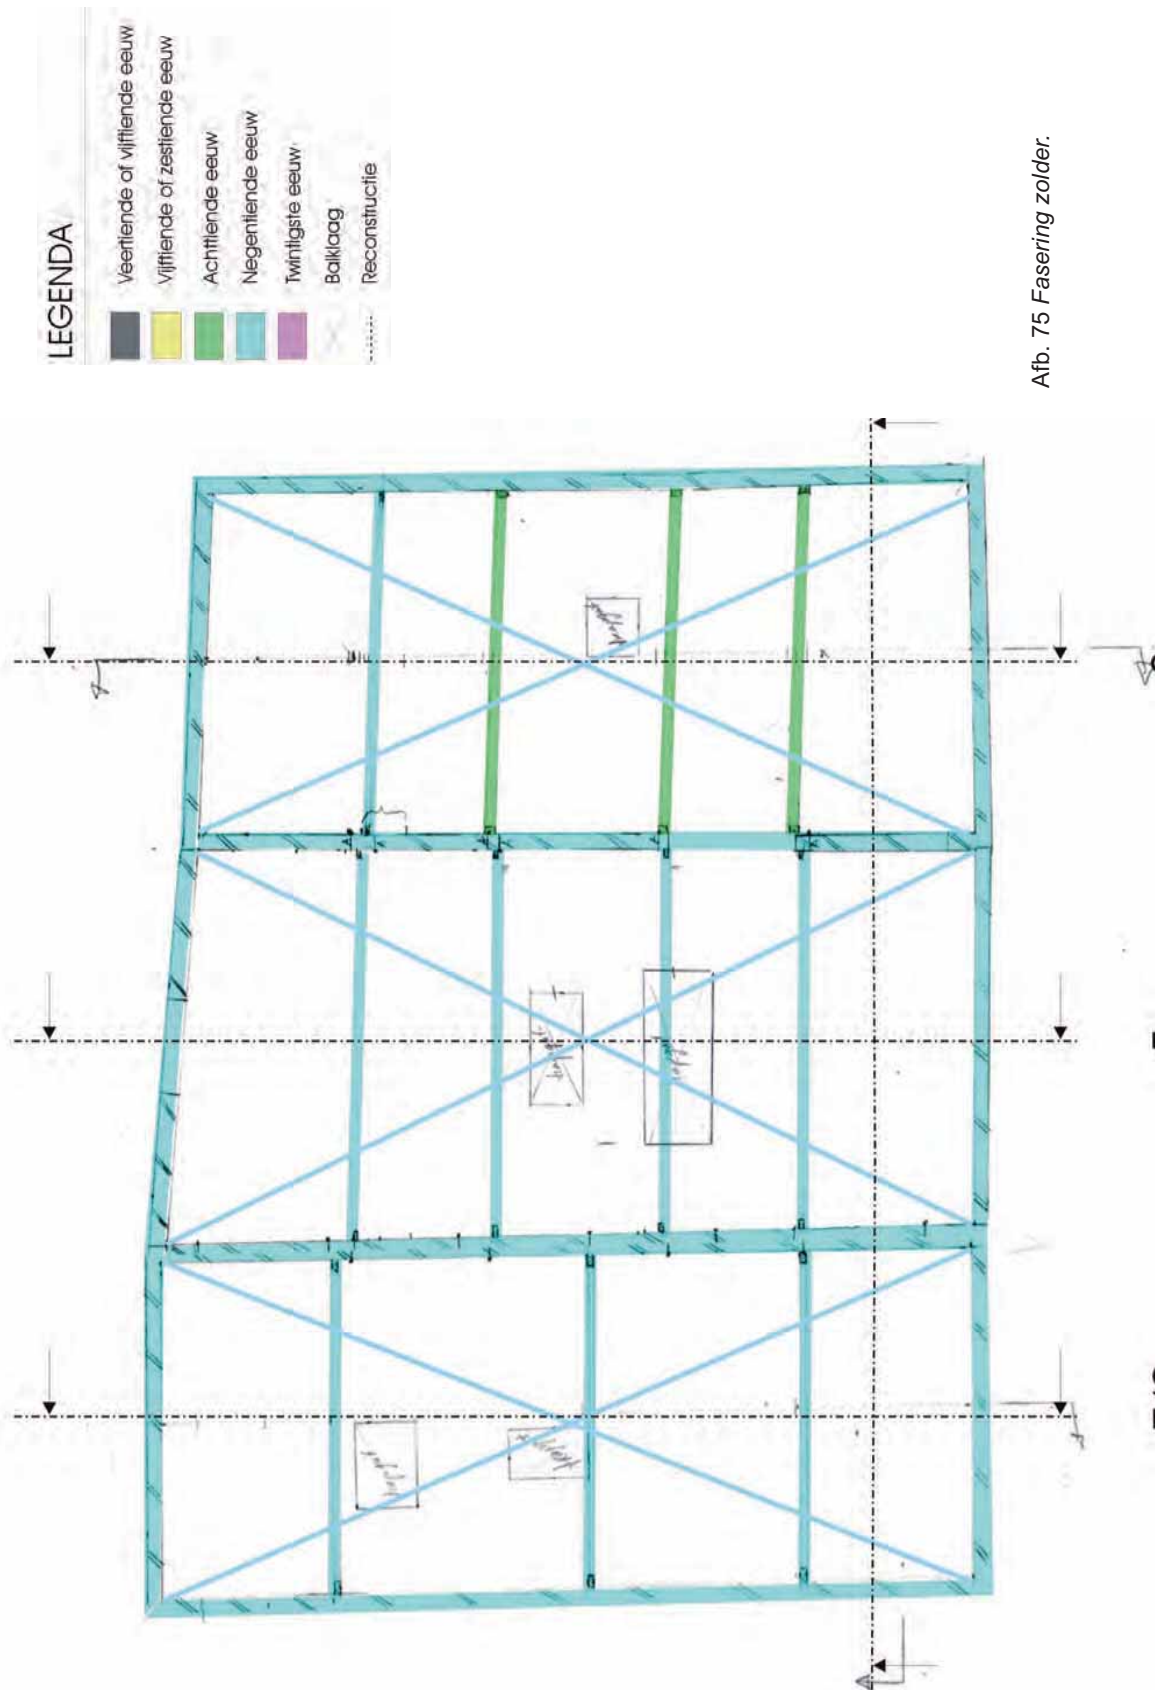 LEGENDA
Veertiende of vijftiende eeuw
Vijftiende of zestiende eeuw
Achttiende eeuw
Negentiende eeuw
Twintigste eeuw
Balklaag
Reconstructie
Afb. 75 Fasering zolder.